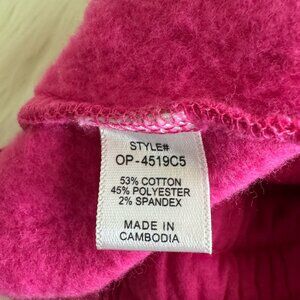 STYLE#
OP-4519C5
53% COTTON
45% POLYESTER
2% SPANDEX
MADE IN
CAMBODIA